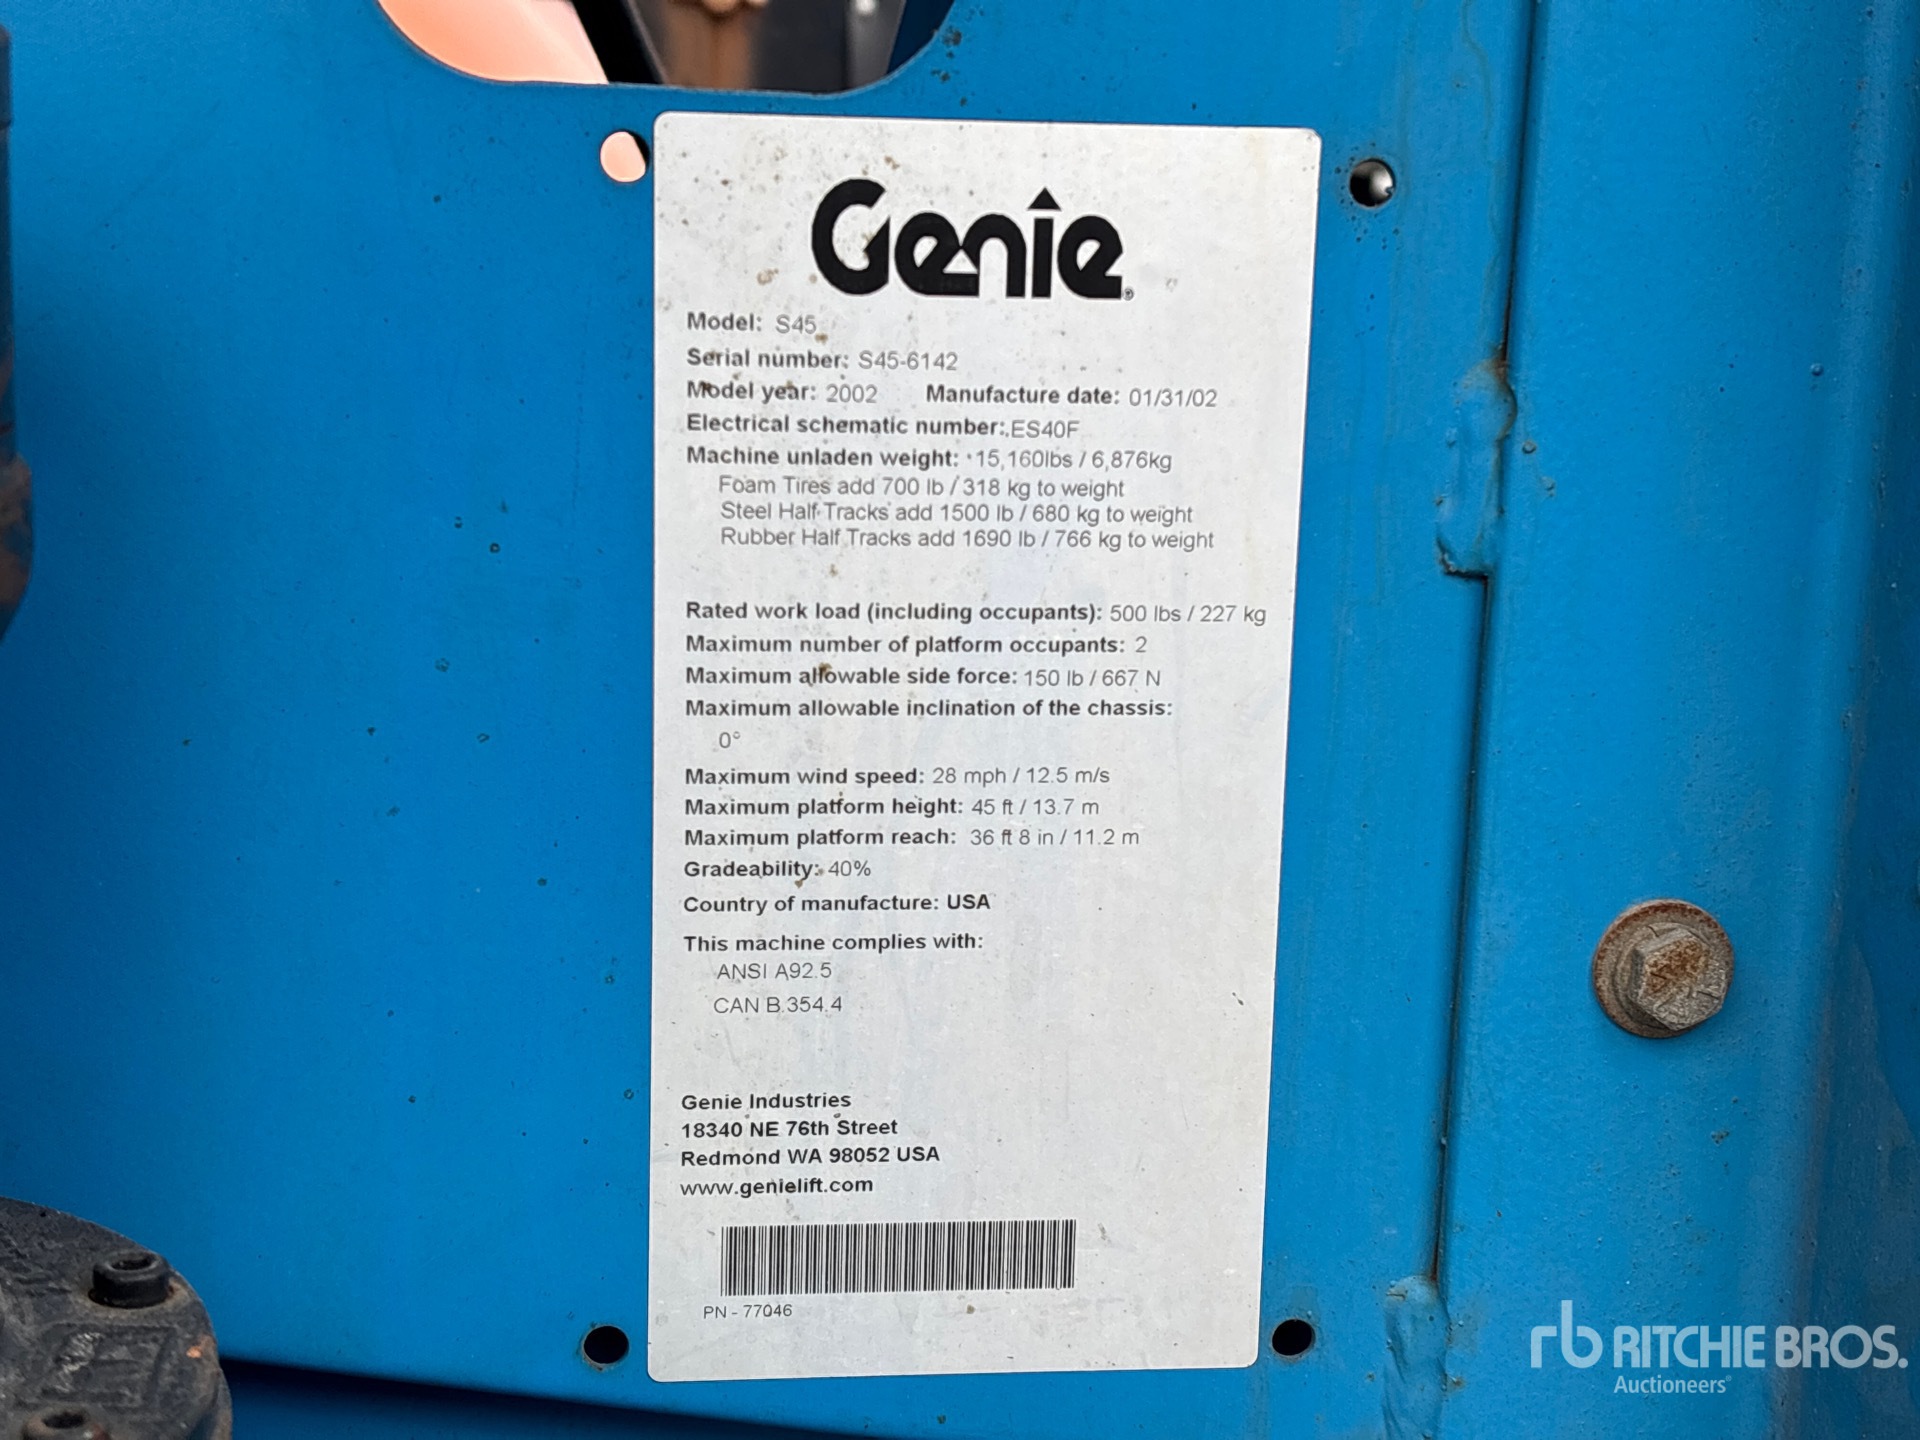 Genie®
Model: S45
Serial number: S45-6142
Model year: 2002 Manufacture date: 01/31/02
Electrical schematic number: ES40F
Machine unladen weight: 15,160lbs / 6,876kg
Foam Tires add 700 lb / 318 kg to weight
Steel Half Tracks add 1500 lb / 680 kg to weight
Rubber Half Tracks add 1690 lb / 766 kg to weight
Rated work load (including occupants): 500 lbs / 227 kg
Maximum number of platform occupants: 2
Maximum allowable side force: 150 lb / 667 N
Maximum allowable inclination of the chassis:
0°
Maximum wind speed: 28 mph / 12.5 m/s
Maximum platform height: 45 ft / 13.7 m
Maximum platform reach: 36 ft 8 in / 11.2 m
Gradeability: 40%
Country of manufacture: USA
This machine complies with:
ANSI A92.5
CAN B.354.4
Genie Industries
18340 NE 76th Street
Redmond WA 98052 USA
www.genielift.com
PN - 77046
rb RITCHIE BROS.
Auctioneers®